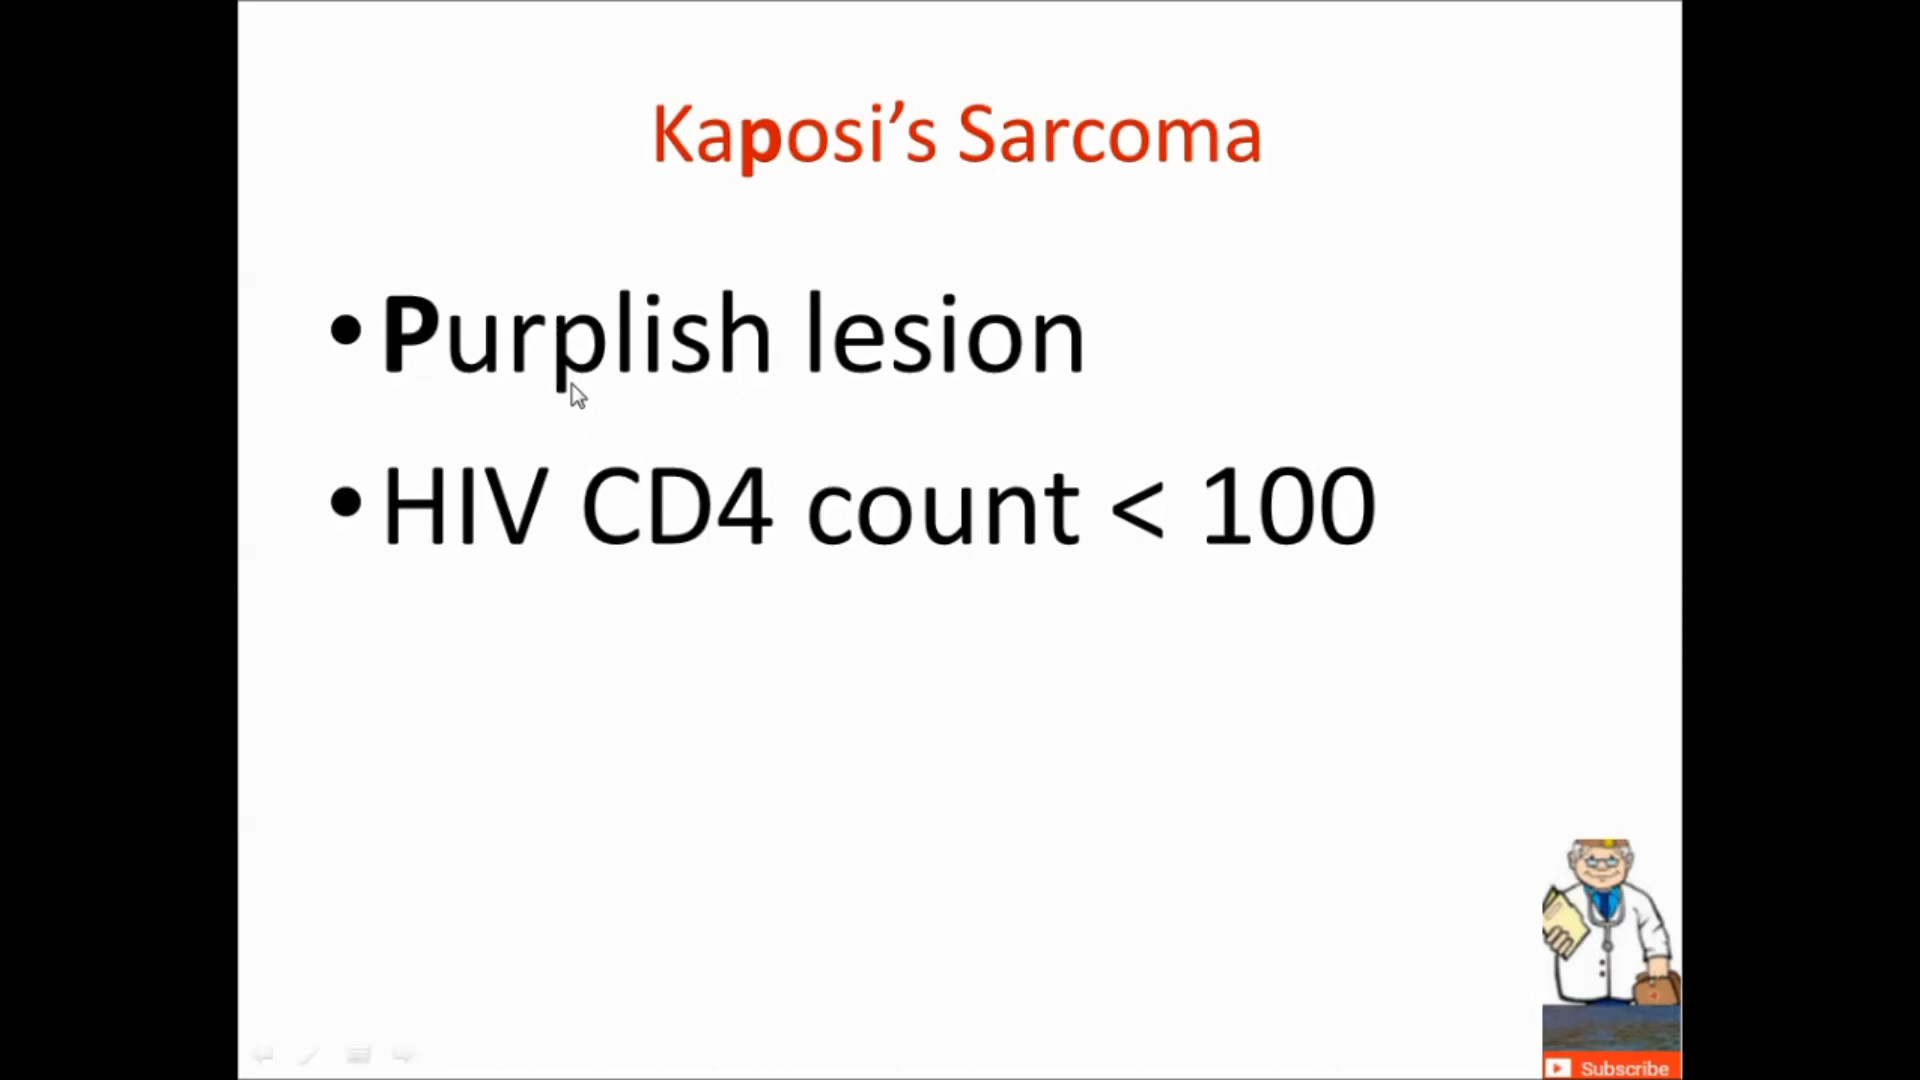 Kaposi’s Sarcoma
• Purplish lesion
• HIV CD4 count < 100
Subscribe